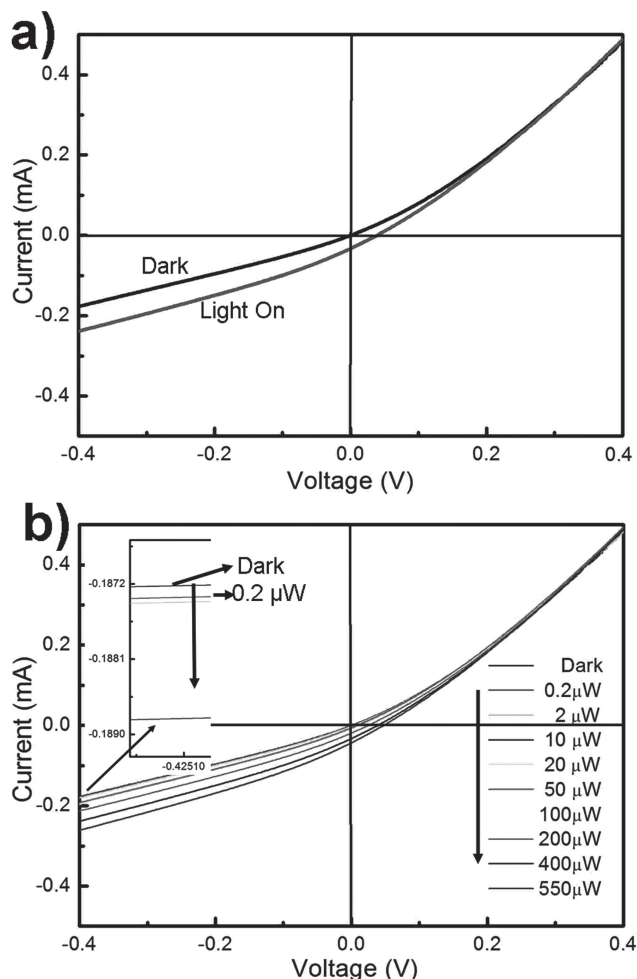 a)
0.4
0.2
0.0
-0.2
-0.4
Current (mA)
Dark
Light On
-0.4 -0.2 0.0 0.2 0.4
Voltage (V)
b)
0.4
0.2
0.0
-0.2
-0.4
Current (mA)
-0.1872
-0.1881
-0.1890
-0.42510
Dark
0.2 μW
Dark
0.2μW
2 μW
10 μW
20 μW
50 μW
100μW
200μW
400μW
550μW
-0.4 -0.2 0.0 0.2 0.4
Voltage (V)